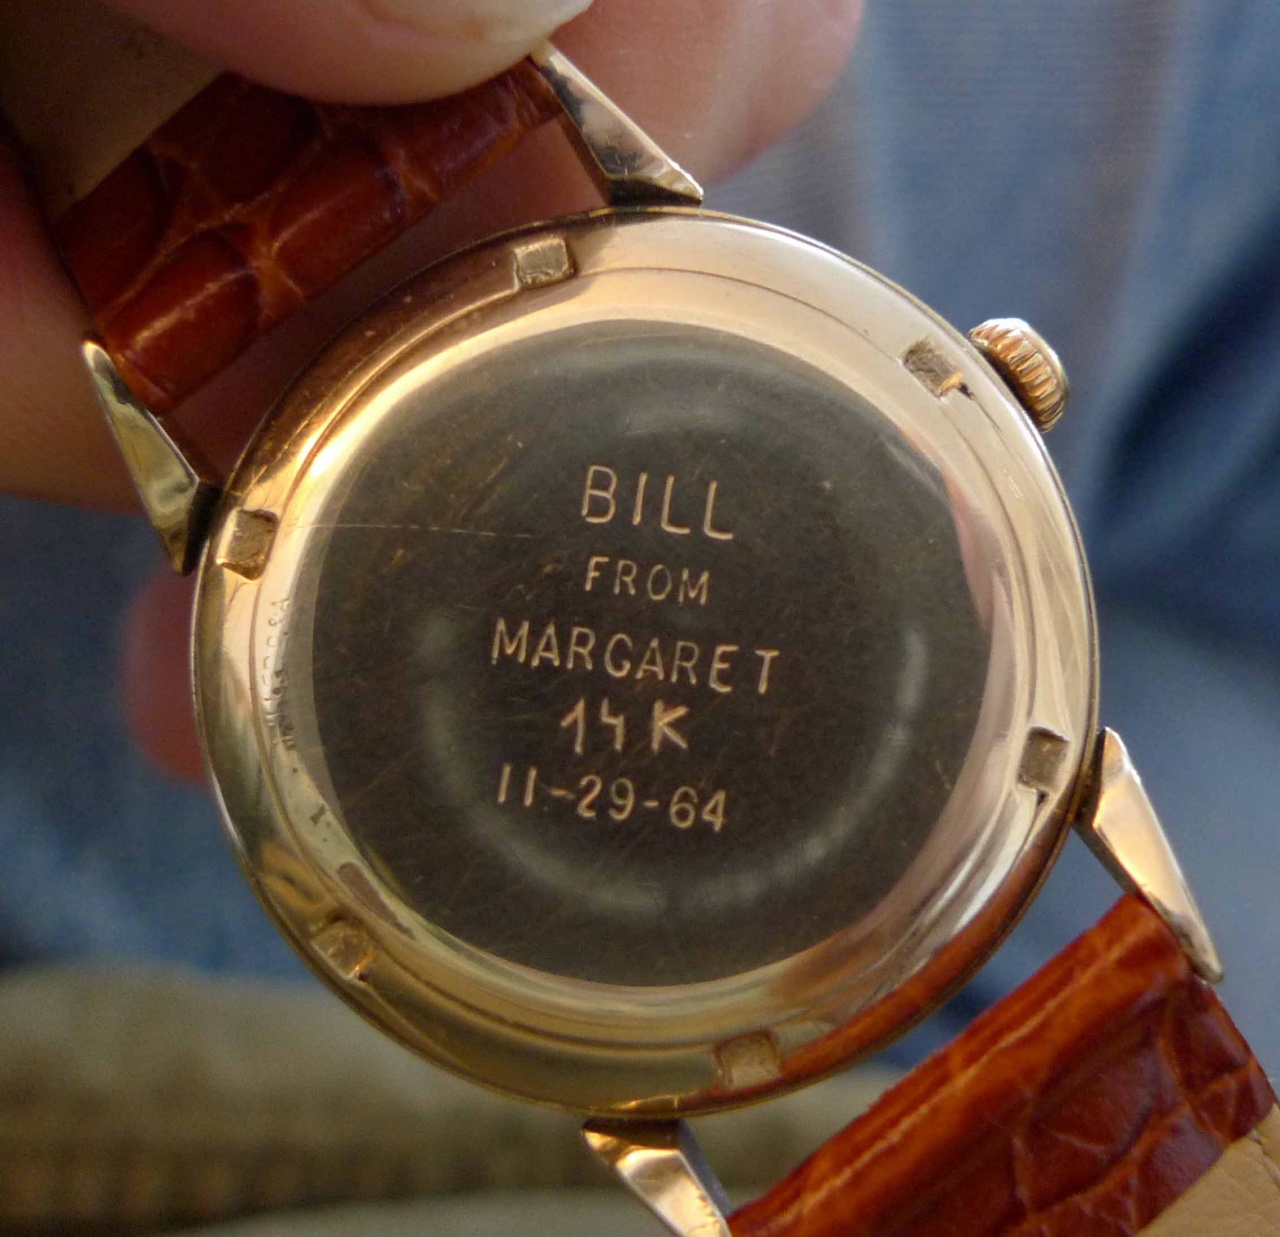 BILL
FROM
MARGARET
14K
11-29-64